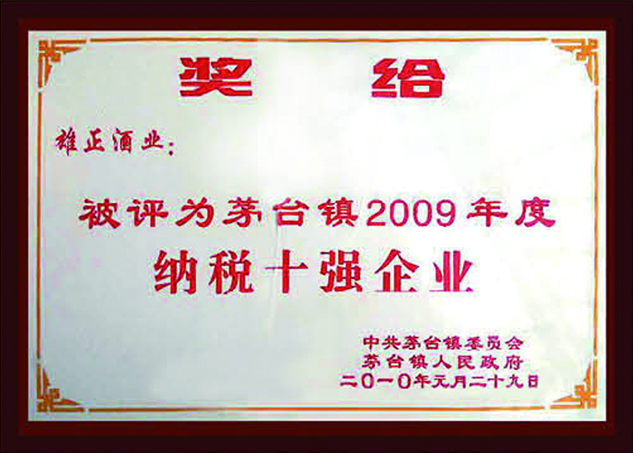 奖 给
雄正酒业：
被评为茅台镇2009年度
纳税十强企业
中共茅台镇委员会
茅台镇人民政府
二〇一〇年元月二十九日